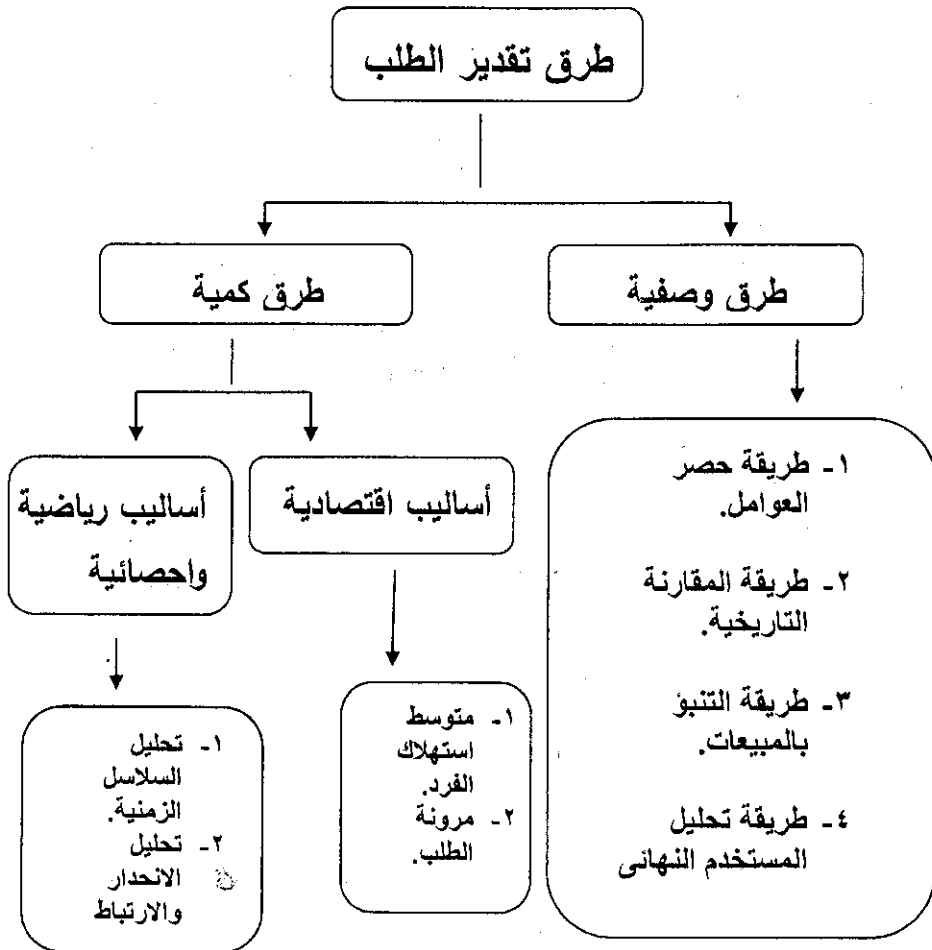 طرق تقدير الطلب
طرق وصفية
طرق كمية
١- طريقة حصر
العوامل.
٢- طريقة المقارنة
التاريخية.
٣- طريقة التنبؤ
بالمبيعات.
٤- طريقة تحليل
المستخدم النهائى
أساليب اقتصادية
أساليب رياضية
واحصائية
١- متوسط
استهلاك
الفرد.
٢- مرونة
الطلب.
١- تحليل
السلاسل
الزمنية.
٢- تحليل
الانحدار
والارتباط